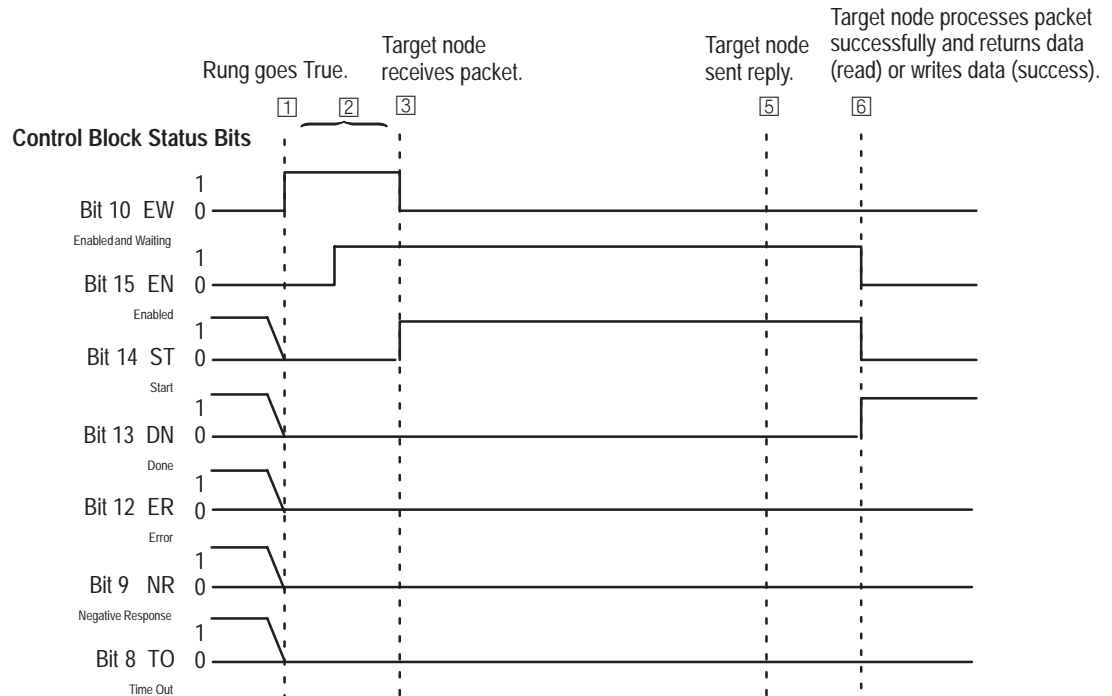 Rung goes True.
Target node
receives packet.
Target node
sent reply.
Target node processes packet
successfully and returns data
(read) or writes data (success).
1 2 3 5 6
Control Block Status Bits
1
Bit 10 EW 0
Enabled and Waiting
1
Bit 15 EN 0
Enabled
1
Bit 14 ST 0
Start
1
Bit 13 DN 0
Done
1
Bit 12 ER 0
Error
1
Bit 9 NR 0
Negative Response
1
Bit 8 TO 0
Time Out